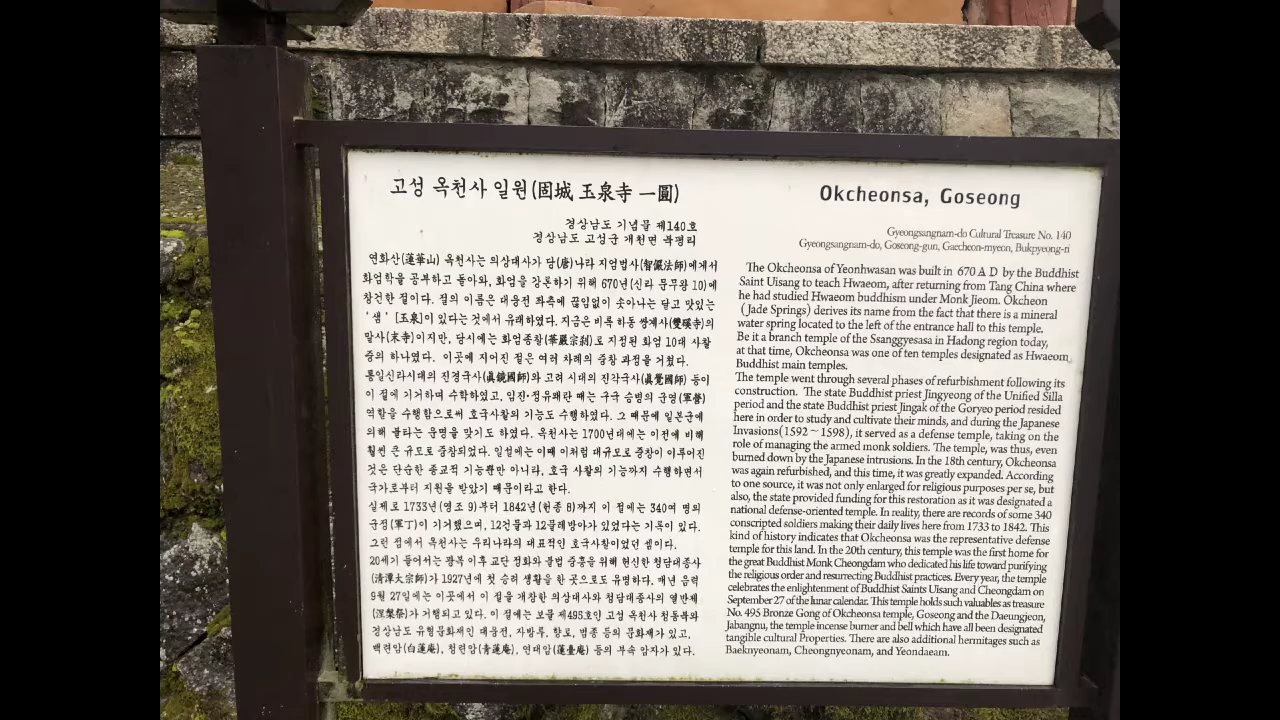 고성 옥천사 일원(固城 玉泉寺 一圓)
경상남도 기념물 제140호
경상남도 고성군 개천면 북평리
연화산(蓮華山) 옥천사는 의상대사가 당(唐)나라 지엄법사(智儼法師)에게서
화엄학을 공부하고 돌아와, 화엄을 강론하기 위해 670년(신라 문무왕 10)에
창건한 절이다. 절의 이름은 대웅전 좌측에 끊임없이 솟아나는 달고 맛있는
'샘' [玉泉]이 있다는 것에서 유래하였다. 지금은 비록 하동 쌍계사(雙磎寺)의
말사(末寺)이지만, 당시에는 화엄종찰(華嚴宗刹)로 지정된 화엄 10대 사찰
중의 하나였다. 이곳에 지어진 절은 여러 차례의 중창 과정을 거쳤다.
통일신라시대의 진경국사(眞鏡國師)와 고려 시대의 진각국사(眞覺國師) 등이
이 절에 기거하며 수학하였고, 임진·정유왜란 때는 구국 승병의 군영(軍營)
역할을 수행함으로써 호국사찰의 기능도 수행하였다. 그 때문에 일본군에
의해 불타는 운명을 맞기도 하였다. 옥천사는 1700년대에는 이전에 비해
훨씬 큰 규모로 중창되었다. 일설에는 이때 이처럼 대규모로 중창이 이루어진
것은 단순한 종교적 기능뿐만 아니라, 호국 사찰의 기능까지 수행하면서
국가로부터 지원을 받았기 때문이라고 한다.
실제로 1733년(영조 9)부터 1842년(헌종 8)까지 이 절에는 340여 명의
군정(軍丁)이 기거했으며, 12건물과 12물레방아가 있었다는 기록이 있다.
그런 점에서 옥천사는 우리나라의 대표적인 호국사찰이었던 셈이다.
20세기 들어서는 광복 이후 교단 정화와 불법 중흥을 위해 헌신한 청담대종사
(清潭大宗師)가 1927년에 첫 승려 생활을 한 곳으로도 유명하다. 매년 음력
9월 27일에는 이곳에서 이 절을 개창한 의상대사와 청담대종사의 열반제
(涅槃祭)가 거행되고 있다. 이 절에는 보물 제495호인 고성 옥천사 청동북과
경상남도 유형문화재인 대웅전, 자방루, 향로, 범종 등의 문화재가 있고,
백련암(白蓮庵), 청련암(靑蓮庵), 연대암(蓮臺庵) 등의 부속 암자가 있다.
Okcheonsa, Goseong
Gyeongsangnam-do Cultural Treasure No. 140
Gyeongsangnam-do, Goseong-gun, Gaecheon-myeon, Bukpyeong-ri
The Okcheonsa of Yeonhwasan was built in 670 A D by the Buddhist
Saint Uisang to teach Hwaeom, after returning from Tang China where
he had studied Hwaeom buddhism under Monk Jieom. Okcheon
(Jade Springs) derives its name from the fact that there is a mineral
water spring located to the left of the entrance hall to this temple.
Be it a branch temple of the Ssanggyesasa in Hadong region today,
at that time, Okcheonsa was one of ten temples designated as Hwaeom
Buddhist main temples.
The temple went through several phases of refurbishment following its
construction. The state Buddhist priest Jingyeong of the Unified Silla
period and the state Buddhist priest Jingak of the Goryeo period resided
here in order to study and cultivate their minds, and during the Japanese
Invasions(1592 ~ 1598), it served as a defense temple, taking on the
role of managing the armed monk soldiers. The temple, was thus, even
burned down by the Japanese intrusions. In the 18th century, Okcheonsa
was again refurbished, and this time, it was greatly expanded. According
to one source, it was not only enlarged for religious purposes per se, but
also, the state provided funding for this restoration as it was designated a
national defense-oriented temple. In reality, there are records of some 340
conscripted soldiers making their daily lives here from 1733 to 1842. This
kind of history indicates that Okcheonsa was the representative defense
temple for this land. In the 20th century, this temple was the first home for
the great Buddhist Monk Cheongdam who dedicated his life toward purifying
the religious order and resurrecting Buddhist practices. Every year, the temple
celebrates the enlightenment of Buddhist Saints Uisang and Cheongdam on
September 27 of the lunar calendar. This temple holds such valuables as treasure
No. 495 Bronze Gong of Okcheonsa temple, Goseong and the Daeungjeon,
Jabangnu, the temple incense burner and bell which have all been designated
tangible cultural Properties. There are also additional hermitages such as
Baeknyeonam, Cheongnyeonam, and Yeondaeam.